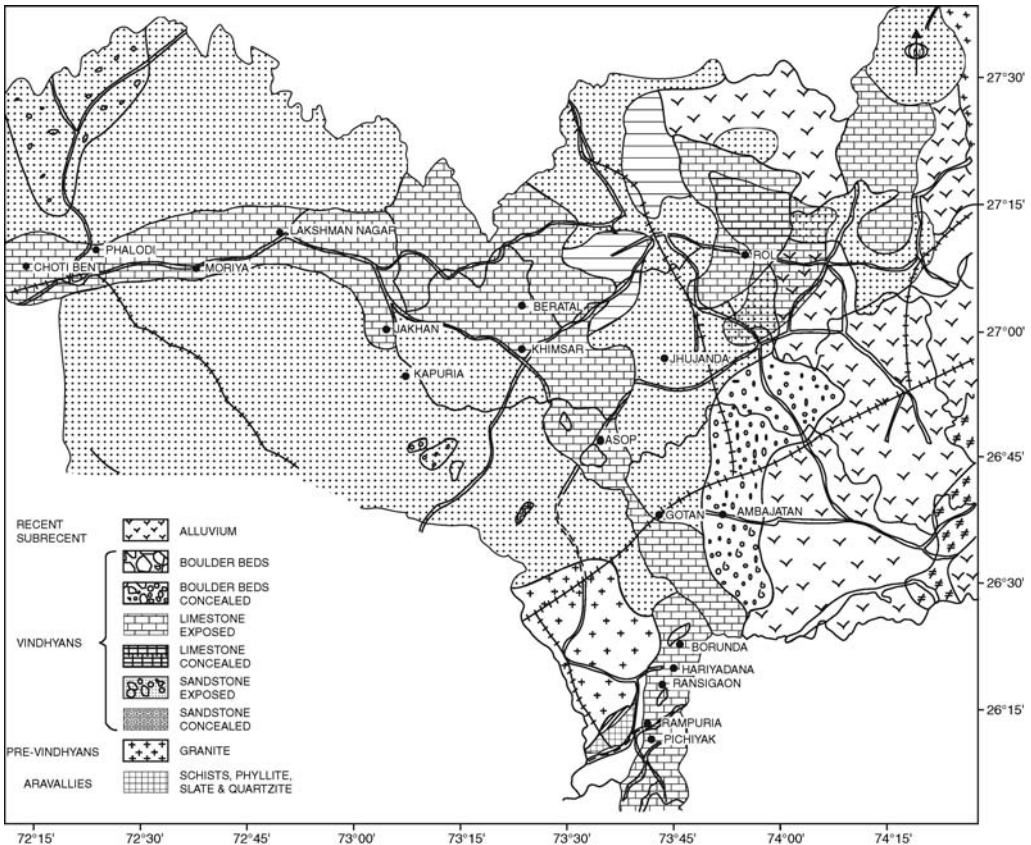 27°30'
27°15'
LAKSHMAN NAGAR
PHALODI
ROL
CHOTI BEN
MORIYA
BERATAL
27°00'
JAKHAN
KHIMSAR
JHUJANDA
KAPURIA
ASOP
26°45'
GOTAN
AMBAJATAN
RECENT
SUBRECENT
ALLUVIUM
BOULDER BEDS
BOULDER BEDS
CONCEALED
26°30'
VINDHYANS
LIMESTONE
EXPOSED
LIMESTONE
CONCEALED
SANDSTONE
EXPOSED
SANDSTONE
CONCEALED
BORUNDA
HARIYADANA
RANSIGAON
26°15'
RAMPURIA
PICHIYAK
PRE-VINDHYANS
GRANITE
ARAVALLIES
SCHISTS, PHYLLITE,
SLATE & QUARTZITE
72°15' 72°30' 72°45' 73°00' 73°15' 73°30' 73°45' 74°00' 74°15'